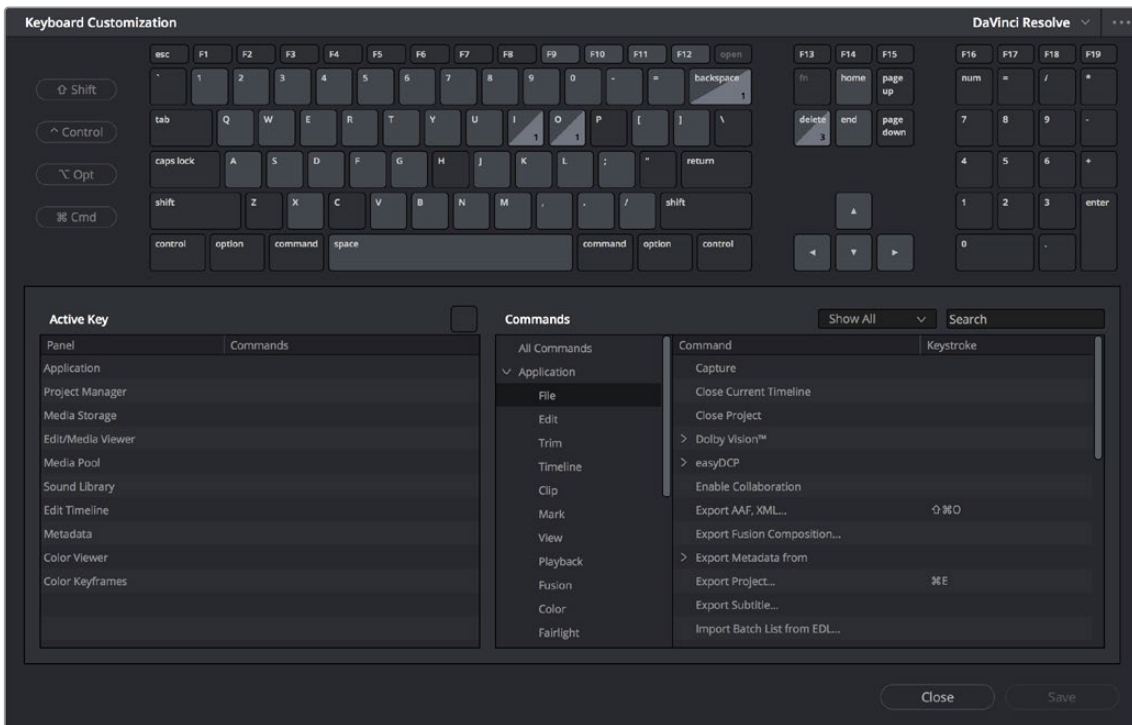 Keyboard Customization
DaVinci Resolve
esc F1 F2 F3 F4 F5 F6 F7 F8 F9 F10 F11 F12 open F13 F14 F15 F16 F17 F18 F19
⇧ Shift
` 1 2 3 4 5 6 7 8 9 0 - = backspace 1 fn home page up num = / *
^ Control
tab Q W E R T Y U I 1 O 1 P [ ] \ delete 3 end page down 7 8 9 -
⌥ Opt
caps lock A S D F G H J K L ; " return 4 5 6 +
⌘ Cmd
shift Z X C V B N M , . / shift ▲ 1 2 3 enter
control option command space command option control ◄ ▼ ► 0 .
Active Key
Panel Commands
Application
Project Manager
Media Storage
Edit/Media Viewer
Media Pool
Sound Library
Edit Timeline
Metadata
Color Viewer
Color Keyframes
Commands
Show All
Search
All Commands
Application
File
Edit
Trim
Timeline
Clip
Mark
View
Playback
Fusion
Color
Fairlight
Command Keystroke
Capture
Close Current Timeline
Close Project
Dolby Vision™
easyDCP
Enable Collaboration
Export AAF, XML... ⇧⌘O
Export Fusion Composition...
Export Metadata from
Export Project... ⌘E
Export Subtitle...
Import Batch List from EDL...
Close
Save